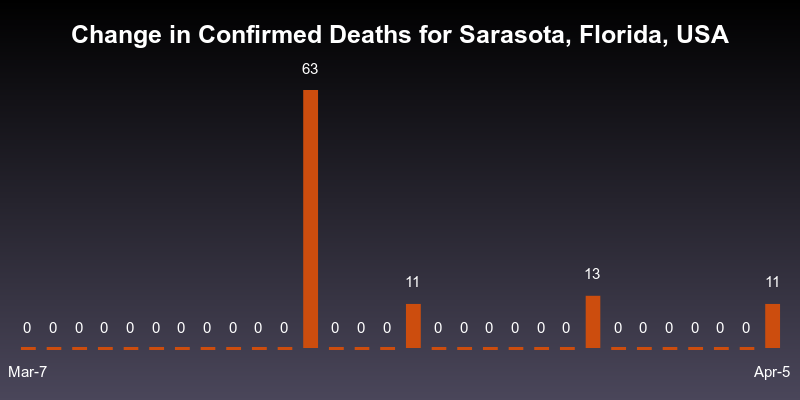 Change in Confirmed Deaths for Sarasota, Florida, USA
63
13
11 11
0 0 0 0 0 0 0 0 0 0 0 0 0 0 0 0 0 0 0 0 0 0 0 0 0 0
Mar-7 Apr-5